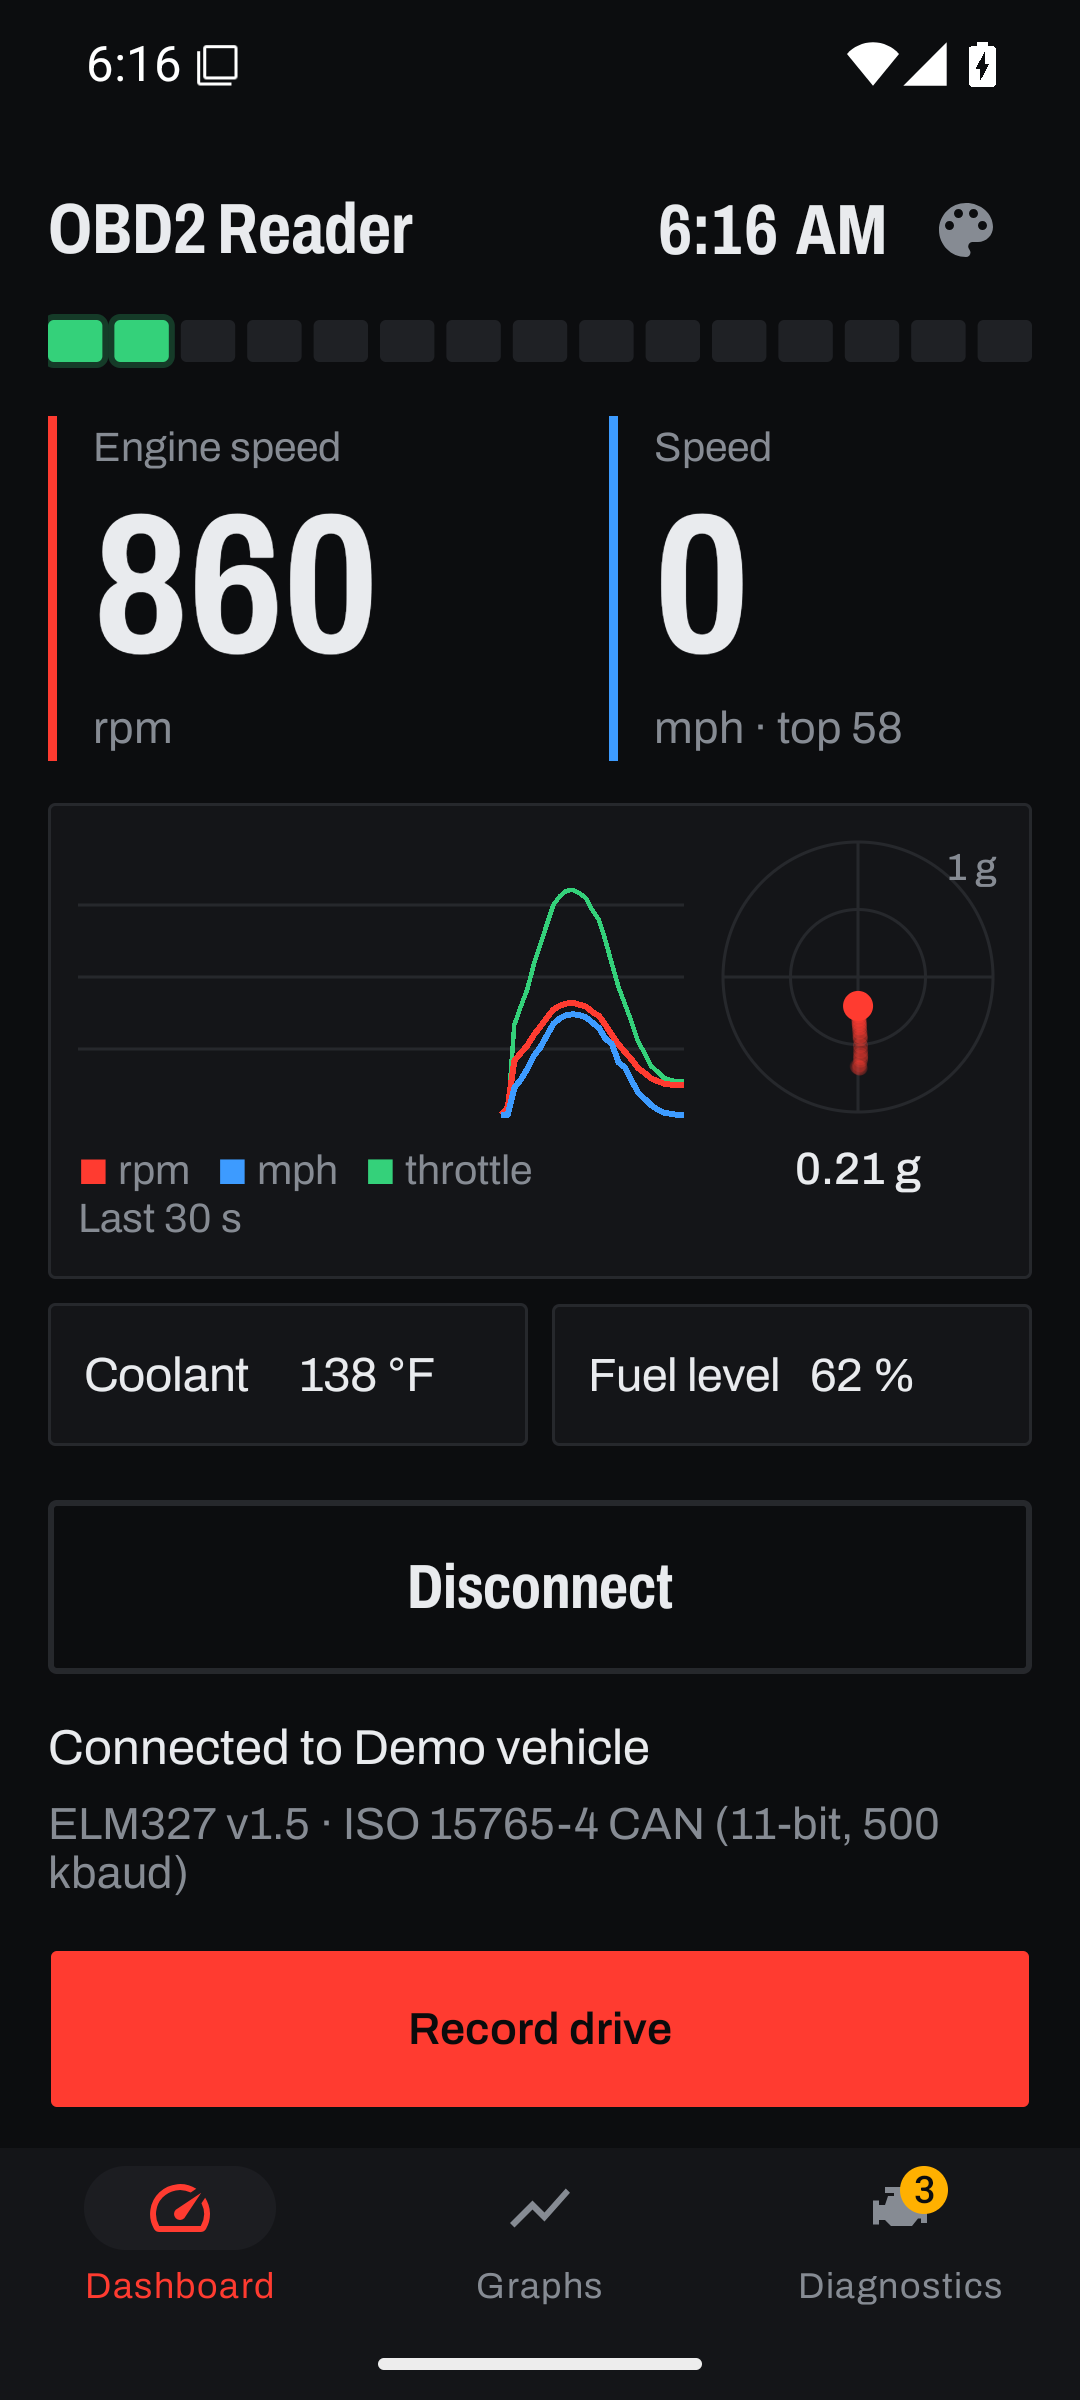 6:16
OBD2 Reader
6:16 AM
Engine speed
860
rpm
Speed
0
mph · top 58
1 g
rpm mph throttle
Last 30 s
0.21 g
Coolant 138 °F
Fuel level 62 %
Disconnect
Connected to Demo vehicle
ELM327 v1.5 · ISO 15765-4 CAN (11-bit, 500
kbaud)
Record drive
3
Dashboard
Graphs
Diagnostics